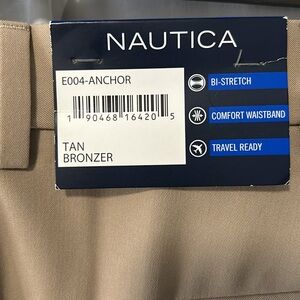 NAUTICA
E004-ANCHOR
1 90468 16420 5
TAN
BRONZER
BI-STRETCH
COMFORT WAISTBAND
TRAVEL READY